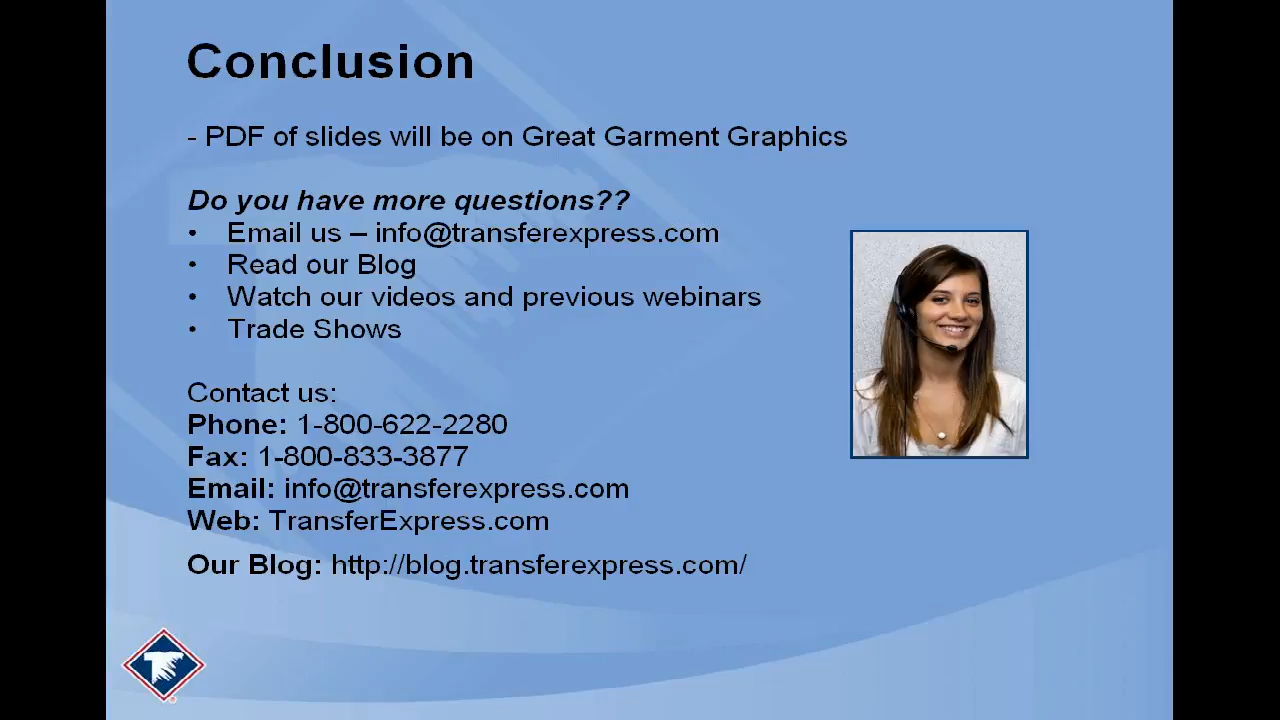 Conclusion
- PDF of slides will be on Great Garment Graphics
Do you have more questions??
• Email us – info@transferexpress.com
• Read our Blog
• Watch our videos and previous webinars
• Trade Shows
Contact us:
Phone: 1-800-622-2280
Fax: 1-800-833-3877
Email: info@transferexpress.com
Web: TransferExpress.com
Our Blog: http://blog.transferexpress.com/
T
®